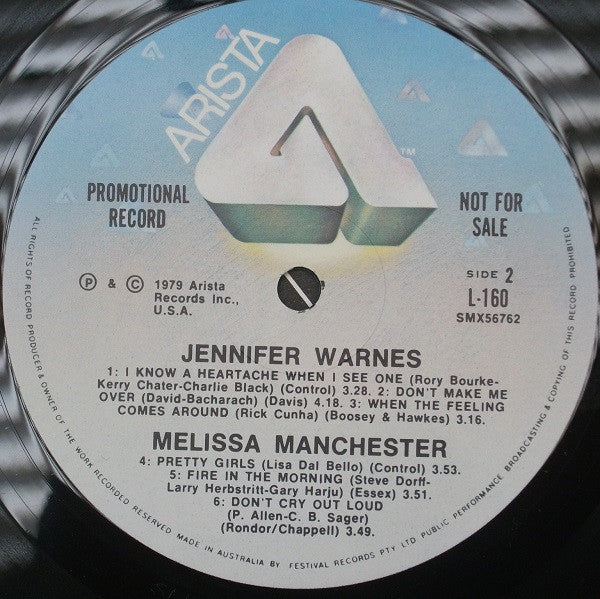 ARISTA
TM
PROMOTIONAL
RECORD
NOT FOR
SALE
Ⓟ & © 1979 Arista
Records Inc.,
U.S.A.
SIDE 2
L-160
SMX56762
JENNIFER WARNES
1: I KNOW A HEARTACHE WHEN I SEE ONE (Rory Bourke-
Kerry Chater-Charlie Black) (Control) 3.28. 2: DON'T MAKE ME
OVER (David-Bacharach) (Davis) 4.18. 3: WHEN THE FEELING
COMES AROUND (Rick Cunha) (Boosey & Hawkes) 3.16.
MELISSA MANCHESTER
4: PRETTY GIRLS (Lisa Dal Bello) (Control) 3.53.
5: FIRE IN THE MORNING (Steve Dorff-
Larry Herbstritt-Gary Harju) (Essex) 3.51.
6: DON'T CRY OUT LOUD
(P. Allen-C. B. Sager)
(Rondor/Chappell) 3.49.
ALL RIGHTS OF RECORD PRODUCER & OWNER OF THE WORK RECORDED RESERVED MADE IN AUSTRALIA BY FESTIVAL RECORDS PTY LTD PUBLIC PERFORMANCE BROADCASTING & COPYING OF THIS RECORD PROHIBITED